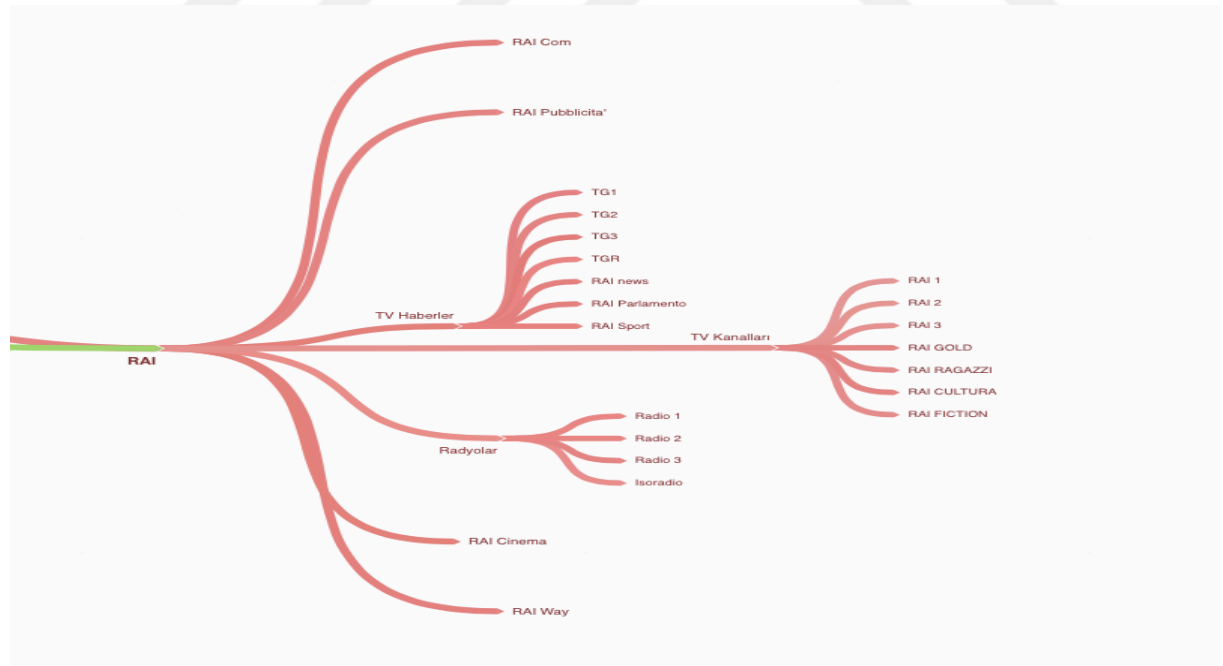 RAI Com
RAI Pubblicita'
TG1
TG2
TG3
TGR
RAI news
RAI Parlamento
TV Haberler
RAI Sport
RAI 1
RAI 2
RAI 3
TV Kanalları
RAI GOLD
RAI
RAI RAGAZZI
RAI CULTURA
RAI FICTION
Radio 1
Radio 2
Radyolar
Radio 3
Isoradio
RAI Cinema
RAI Way